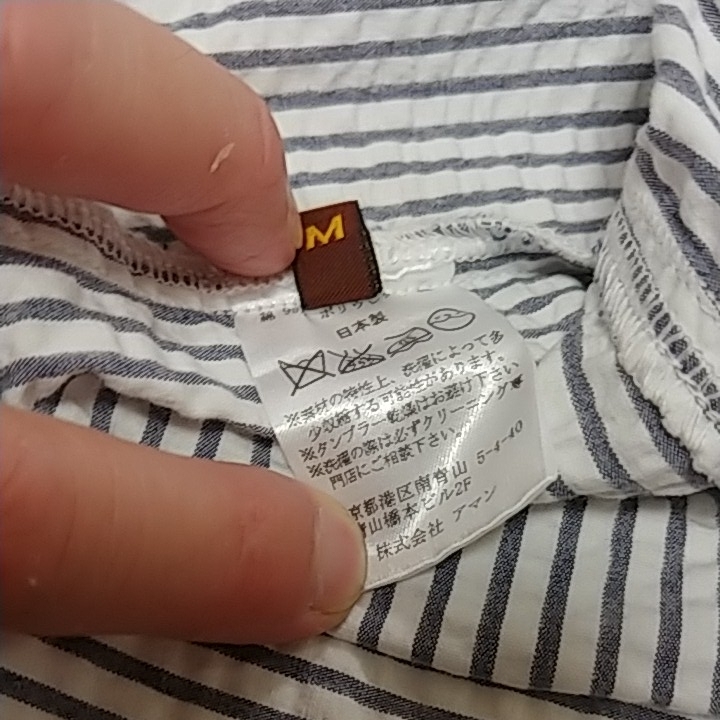 M
日本製
※素材の特性上、洗濯によって多
少収縮する可能性があります。
※タンブラー乾燥はお避け下さい
※洗濯の際は必ずクリーニング専
門店にご相談下さい。
京都港区南青山 5-4-40
青山橋本ビル2F
株式会社 アマン